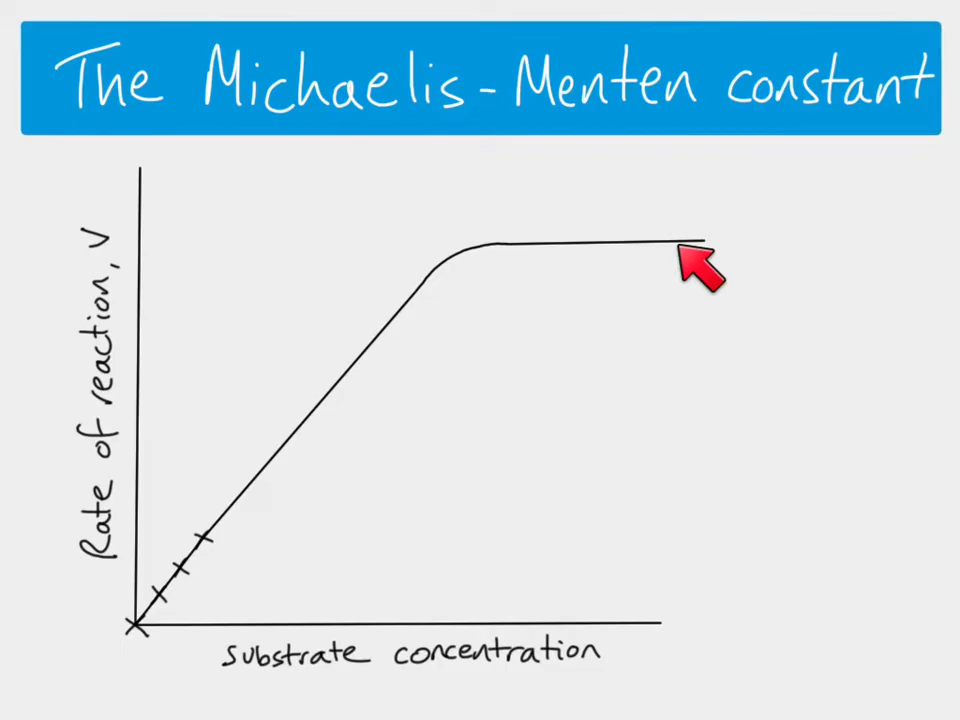 The Michaelis-Menten constant
Rate of reaction, V
substrate concentration